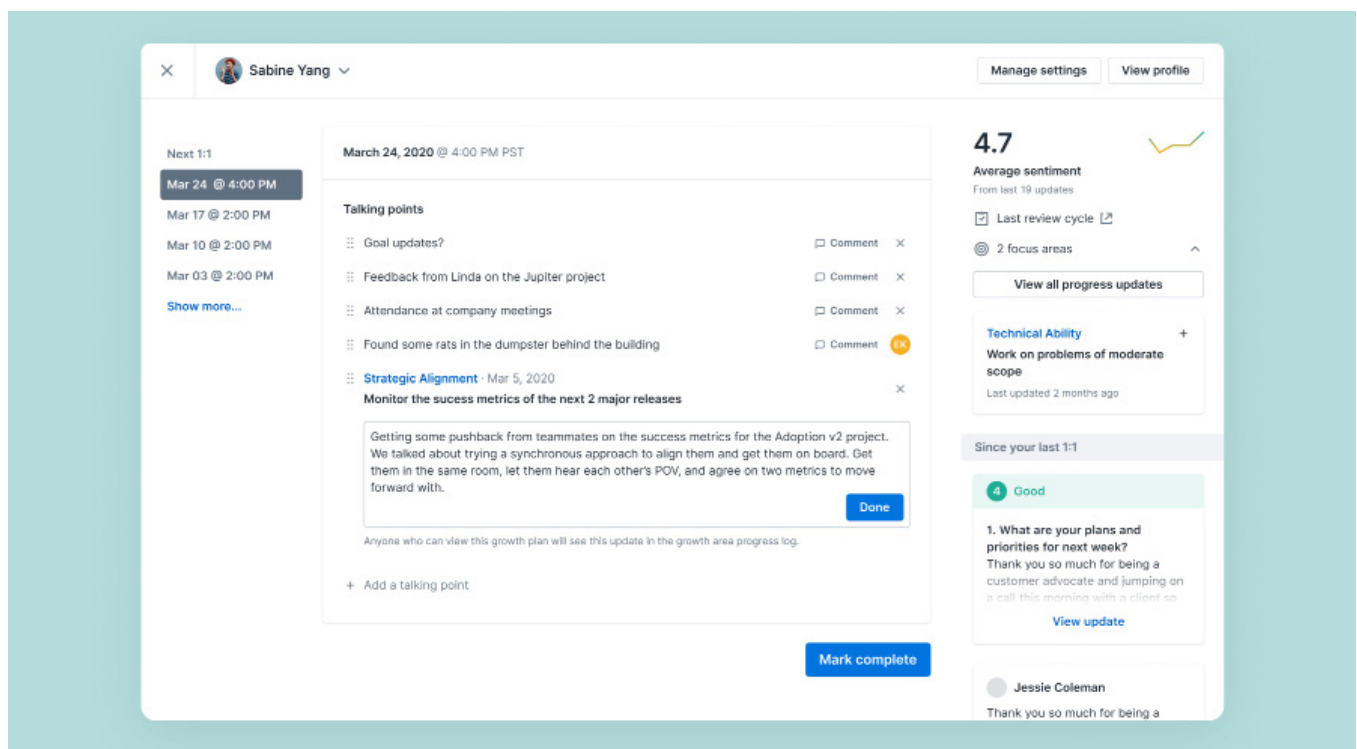 Sabine Yang
Manage settings
View profile
Next 1:1
Mar 24 @ 4:00 PM
Mar 17 @ 2:00 PM
Mar 10 @ 2:00 PM
Mar 03 @ 2:00 PM
Show more...
March 24, 2020 @ 4:00 PM PST
Talking points
Goal updates?
Comment
Feedback from Linda on the Jupiter project
Comment
Attendance at company meetings
Comment
Found some rats in the dumpster behind the building
Comment
EK
Strategic Alignment · Mar 5, 2020
Monitor the sucess metrics of the next 2 major releases
Getting some pushback from teammates on the success metrics for the Adoption v2 project.
We talked about trying a synchronous approach to align them and get them on board. Get
them in the same room, let them hear each other's POV, and agree on two metrics to move
forward with.
Done
Anyone who can view this growth plan will see this update in the growth area progress log.
+ Add a talking point
Mark complete
4.7
Average sentiment
From last 19 updates
Last review cycle
2 focus areas
View all progress updates
Technical Ability
+
Work on problems of moderate
scope
Last updated 2 months ago
Since your last 1:1
4 Good
1. What are your plans and
priorities for next week?
Thank you so much for being a
customer advocate and jumping on
a call this morning with a client so
View update
Jessie Coleman
Thank you so much for being a